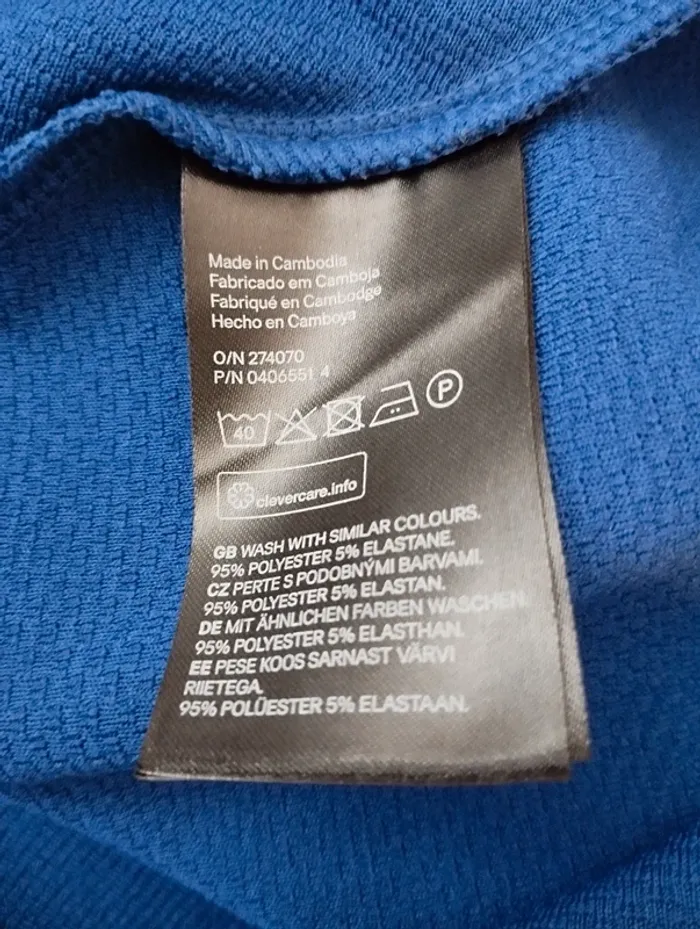 Made in Cambodia
Fabricado em Camboja
Fabriqué en Cambodge
Hecho en Camboya
O/N 274070
P/N 0406551 4
40 P
clevercare.info
GB WASH WITH SIMILAR COLOURS.
95% POLYESTER 5% ELASTANE.
CZ PERTE S PODOBNÝMI BARVAMI.
95% POLYESTER 5% ELASTAN.
DE MIT ÄHNLICHEN FARBEN WASCHEN.
95% POLYESTER 5% ELASTHAN.
EE PESE KOOS SARNAST VÄRVI
RIIETEGA.
95% POLÜESTER 5% ELASTAAN.